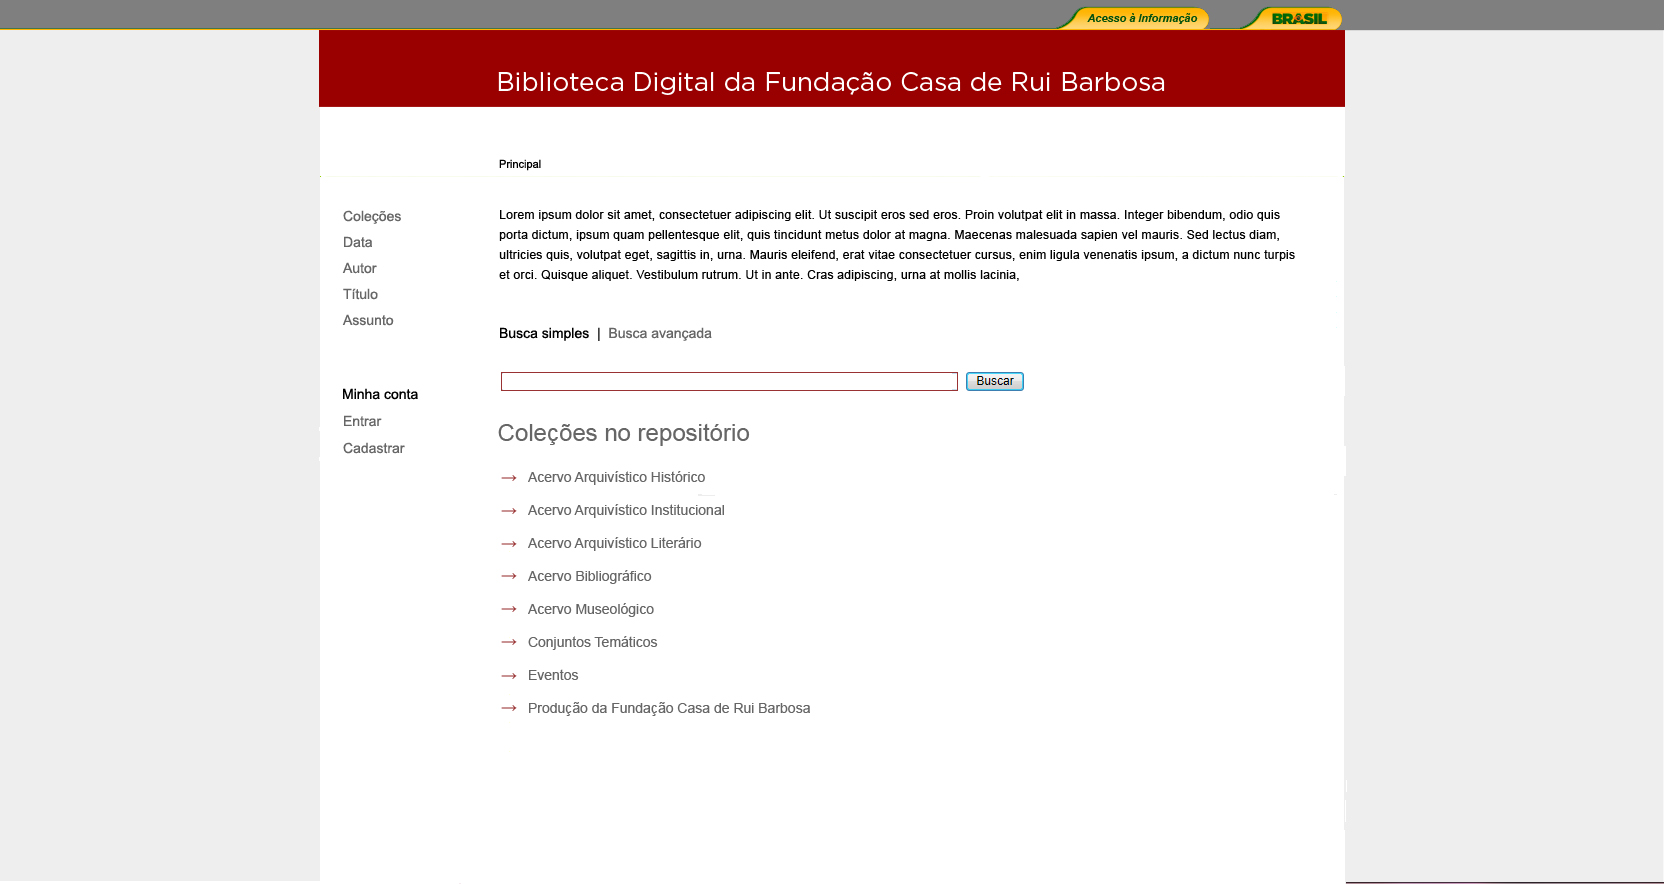 Acesso à Informação
BRASIL
Biblioteca Digital da Fundação Casa de Rui Barbosa
Principal
Coleções
Data
Autor
Título
Assunto
Minha conta
Entrar
Cadastrar
Lorem ipsum dolor sit amet, consectetuer adipiscing elit. Ut suscipit eros sed eros. Proin volutpat elit in massa. Integer bibendum, odio quis
porta dictum, ipsum quam pellentesque elit, quis tincidunt metus dolor at magna. Maecenas malesuada sapien vel mauris. Sed lectus diam,
ultricies quis, volutpat eget, sagittis in, urna. Mauris eleifend, erat vitae consectetuer cursus, enim ligula venenatis ipsum, a dictum nunc turpis
et orci. Quisque aliquet. Vestibulum rutrum. Ut in ante. Cras adipiscing, urna at mollis lacinia,
Busca simples | Busca avançada
Buscar
Coleções no repositório
→ Acervo Arquivístico Histórico
→ Acervo Arquivístico Institucional
→ Acervo Arquivístico Literário
→ Acervo Bibliográfico
→ Acervo Museológico
→ Conjuntos Temáticos
→ Eventos
→ Produção da Fundação Casa de Rui Barbosa